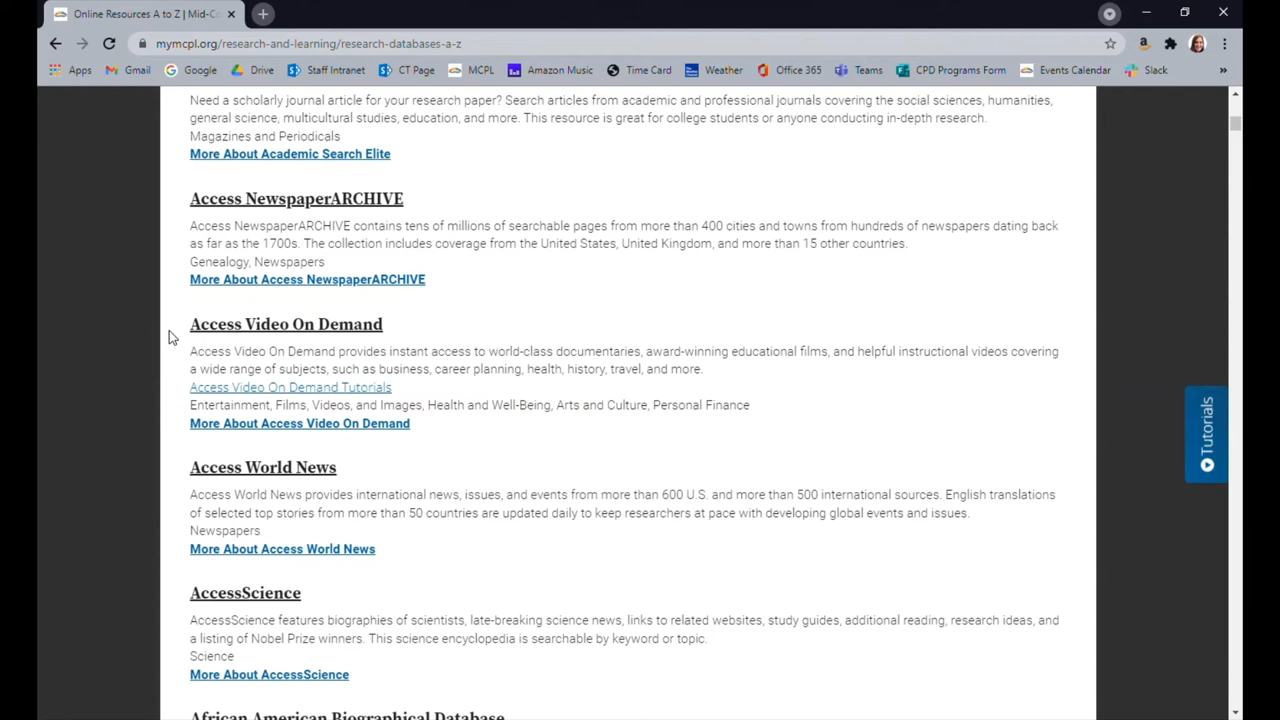 Online Resources A to Z | Mid-Co
mymcpl.org/research-and-learning/research-databases-a-z
Apps Gmail Google Drive Staff Intranet CT Page MCPL Amazon Music Time Card Weather Office 365 Teams CPD Programs Form Events Calendar Slack
Need a scholarly journal article for your research paper? Search articles from academic and professional journals covering the social sciences, humanities,
general science, multicultural studies, education, and more. This resource is great for college students or anyone conducting in-depth research.
Magazines and Periodicals
More About Academic Search Elite
Access NewspaperARCHIVE
Access NewspaperARCHIVE contains tens of millions of searchable pages from more than 400 cities and towns from hundreds of newspapers dating back
as far as the 1700s. The collection includes coverage from the United States, United Kingdom, and more than 15 other countries.
Genealogy, Newspapers
More About Access NewspaperARCHIVE
Access Video On Demand
Access Video On Demand provides instant access to world-class documentaries, award-winning educational films, and helpful instructional videos covering
a wide range of subjects, such as business, career planning, health, history, travel, and more.
Access Video On Demand Tutorials
Entertainment, Films, Videos, and Images, Health and Well-Being, Arts and Culture, Personal Finance
More About Access Video On Demand
Tutorials
Access World News
Access World News provides international news, issues, and events from more than 600 U.S. and more than 500 international sources. English translations
of selected top stories from more than 50 countries are updated daily to keep researchers at pace with developing global events and issues.
Newspapers
More About Access World News
AccessScience
AccessScience features biographies of scientists, late-breaking science news, links to related websites, study guides, additional reading, research ideas, and
a listing of Nobel Prize winners. This science encyclopedia is searchable by keyword or topic.
Science
More About AccessScience
African American Biographical Database